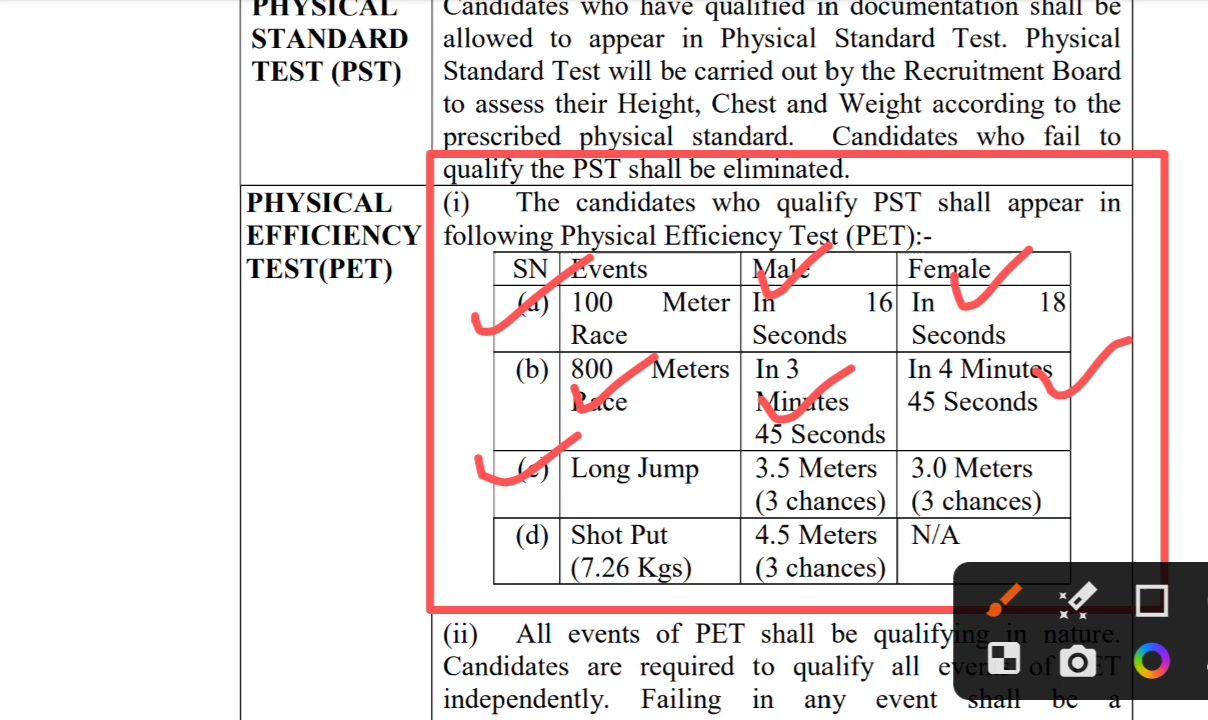 PHYSICAL
STANDARD
TEST (PST)
Candidates who have qualified in documentation shall be
allowed to appear in Physical Standard Test. Physical
Standard Test will be carried out by the Recruitment Board
to assess their Height, Chest and Weight according to the
prescribed physical standard. Candidates who fail to
qualify the PST shall be eliminated.
PHYSICAL
EFFICIENCY
TEST(PET)
(i) The candidates who qualify PST shall appear in
following Physical Efficiency Test (PET):-
SN Events Male Female
(a) 100 Meter In 16 In 18
Race Seconds Seconds
(b) 800 Meters In 3 In 4 Minutes
Race Minutes 45 Seconds
45 Seconds
(c) Long Jump 3.5 Meters 3.0 Meters
(3 chances) (3 chances)
(d) Shot Put 4.5 Meters N/A
(7.26 Kgs) (3 chances)
(ii) All events of PET shall be qualifying in nature.
Candidates are required to qualify all of
independently. Failing in any event shall be a